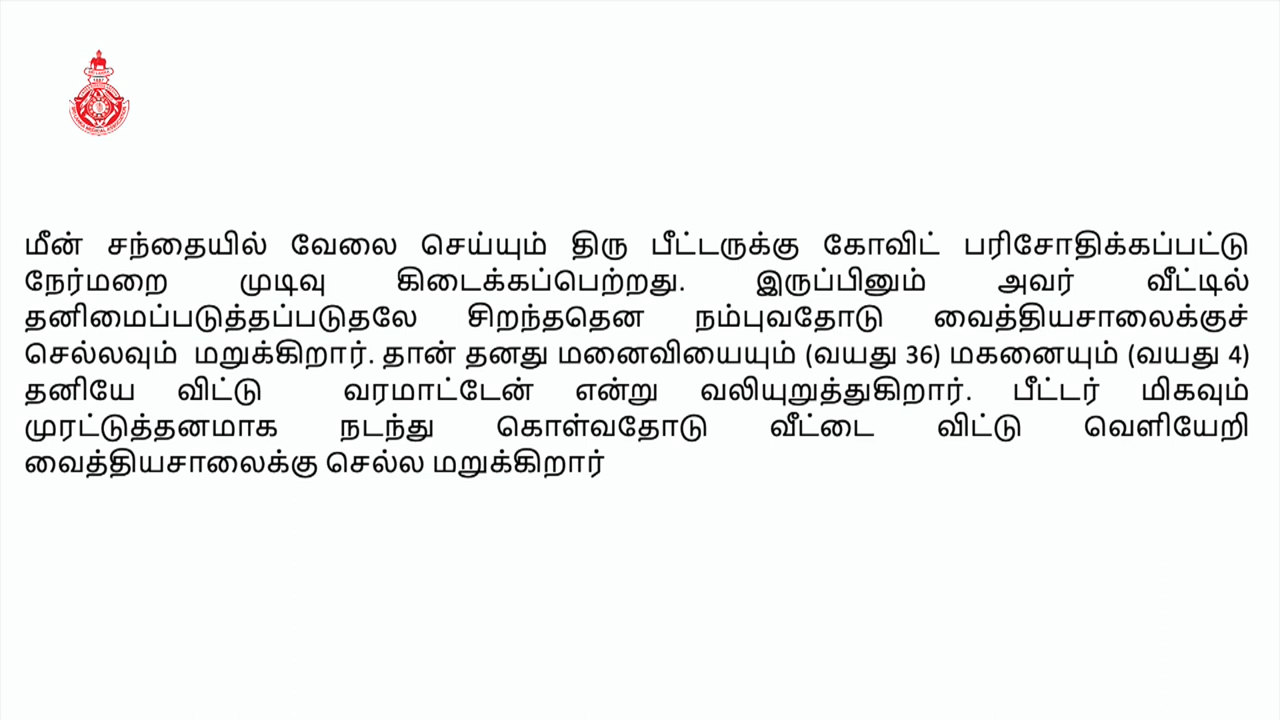 மீன் சந்தையில் வேலை செய்யும் திரு பீட்டருக்கு கோவிட் பரிசோதிக்கப்பட்டு
நேர்மறை முடிவு கிடைக்கப்பெற்றது. இருப்பினும் அவர் வீட்டில்
தனிமைப்படுத்தப்படுதலே சிறந்ததென நம்புவதோடு வைத்தியசாலைக்குச்
செல்லவும் மறுக்கிறார். தான் தனது மனைவியையும் (வயது 36) மகனையும் (வயது 4)
தனியே விட்டு வரமாட்டேன் என்று வலியுறுத்துகிறார். பீட்டர் மிகவும்
முரட்டுத்தனமாக நடந்து கொள்வதோடு வீட்டை விட்டு வெளியேறி
வைத்தியசாலைக்கு செல்ல மறுக்கிறார்